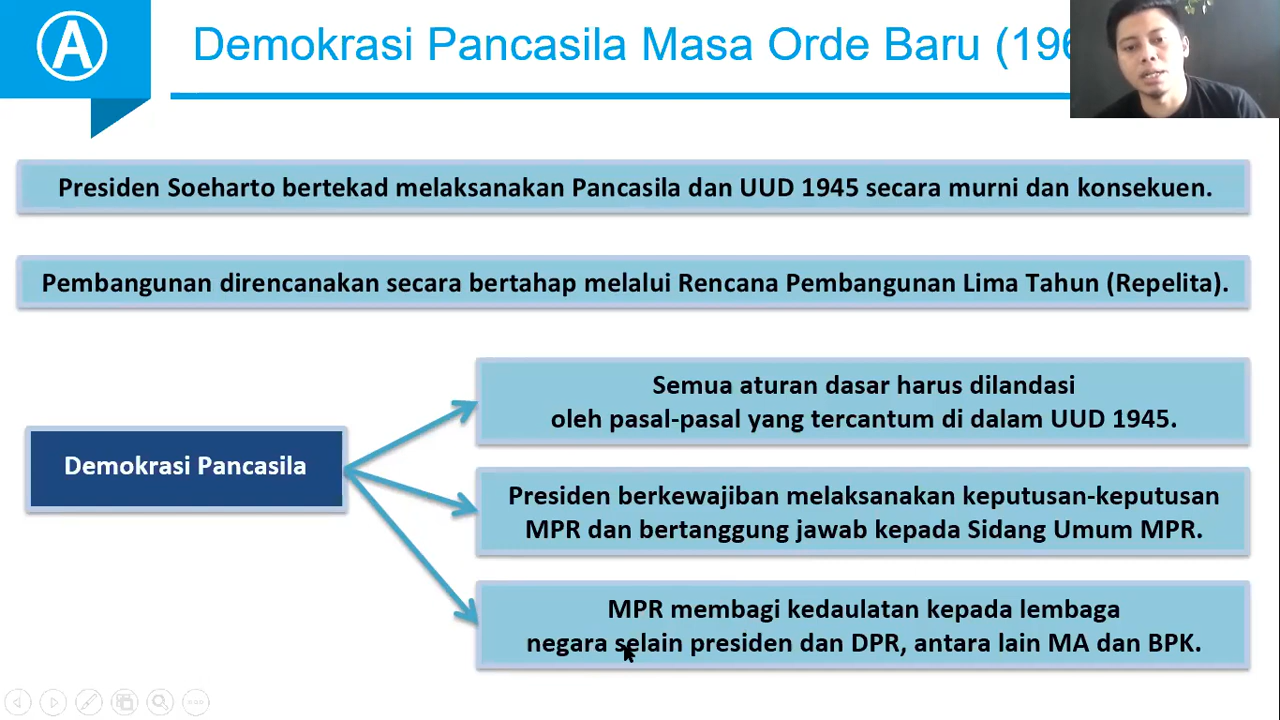 A
Demokrasi Pancasila Masa Orde Baru (196
Presiden Soeharto bertekad melaksanakan Pancasila dan UUD 1945 secara murni dan konsekuen.
Pembangunan direncanakan secara bertahap melalui Rencana Pembangunan Lima Tahun (Repelita).
Demokrasi Pancasila
Semua aturan dasar harus dilandasi
oleh pasal-pasal yang tercantum di dalam UUD 1945.
Presiden berkewajiban melaksanakan keputusan-keputusan
MPR dan bertanggung jawab kepada Sidang Umum MPR.
MPR membagi kedaulatan kepada lembaga
negara selain presiden dan DPR, antara lain MA dan BPK.